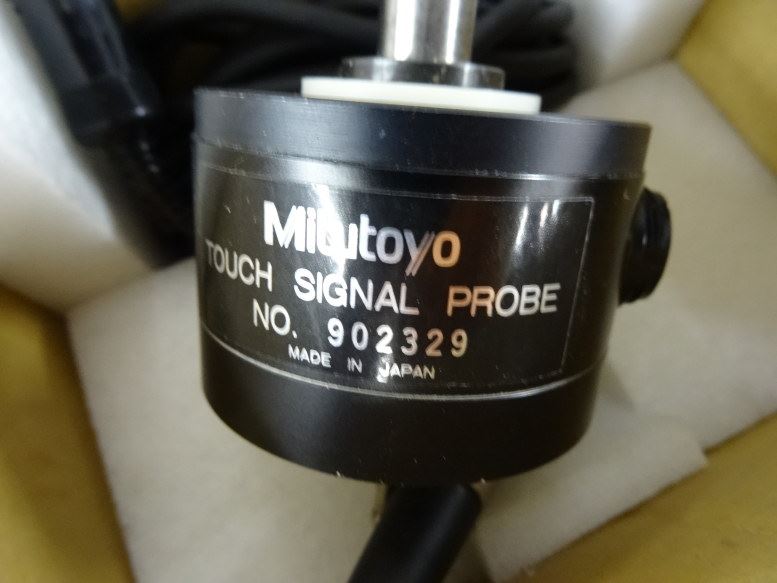 Mitutoyo
TOUCH SIGNAL PROBE
NO. 902329
MADE IN JAPAN